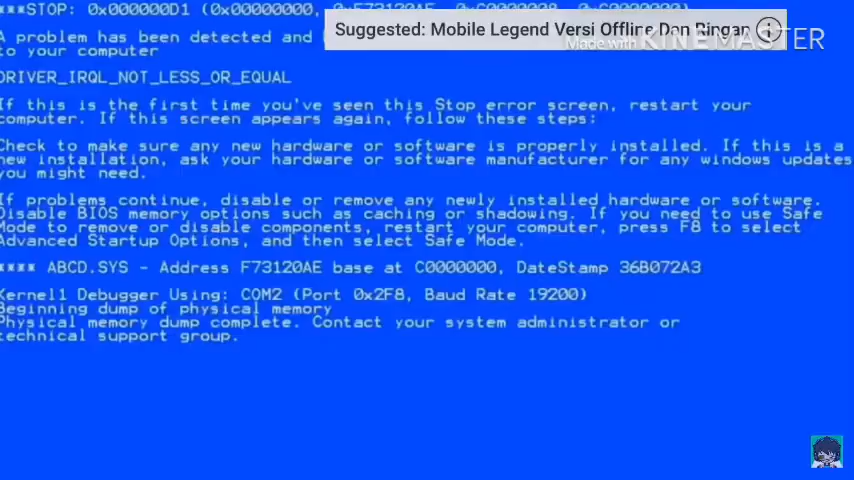 ***STOP: 0x000000D1 (0x00000000, 0xF73120AE, 0xC0000008, 0xC0000000)
Suggested: Mobile Legend Versi Offline Dan Ringan
Made with KINEMASTER
A problem has been detected and
to your computer
DRIVER_IRQL_NOT_LESS_OR_EQUAL
If this is the first time you've seen this Stop error screen, restart your
computer. If this screen appears again, follow these steps:
Check to make sure any new hardware or software is properly installed. If this is a
new installation, ask your hardware or software manufacturer for any windows updates
you might need.
If problems continue, disable or remove any newly installed hardware or software.
Disable BIOS memory options such as caching or shadowing. If you need to use Safe
Mode to remove or disable components, restart your computer, press F8 to select
Advanced Startup Options, and then select Safe Mode.
**** ABCD.SYS - Address F73120AE base at C0000000, DateStamp 36B072A3
Kernel1 Debugger Using: COM2 (Port 0x2F8, Baud Rate 19200)
Beginning dump of physical memory
Physical memory dump complete. Contact your system administrator or
technical support group.